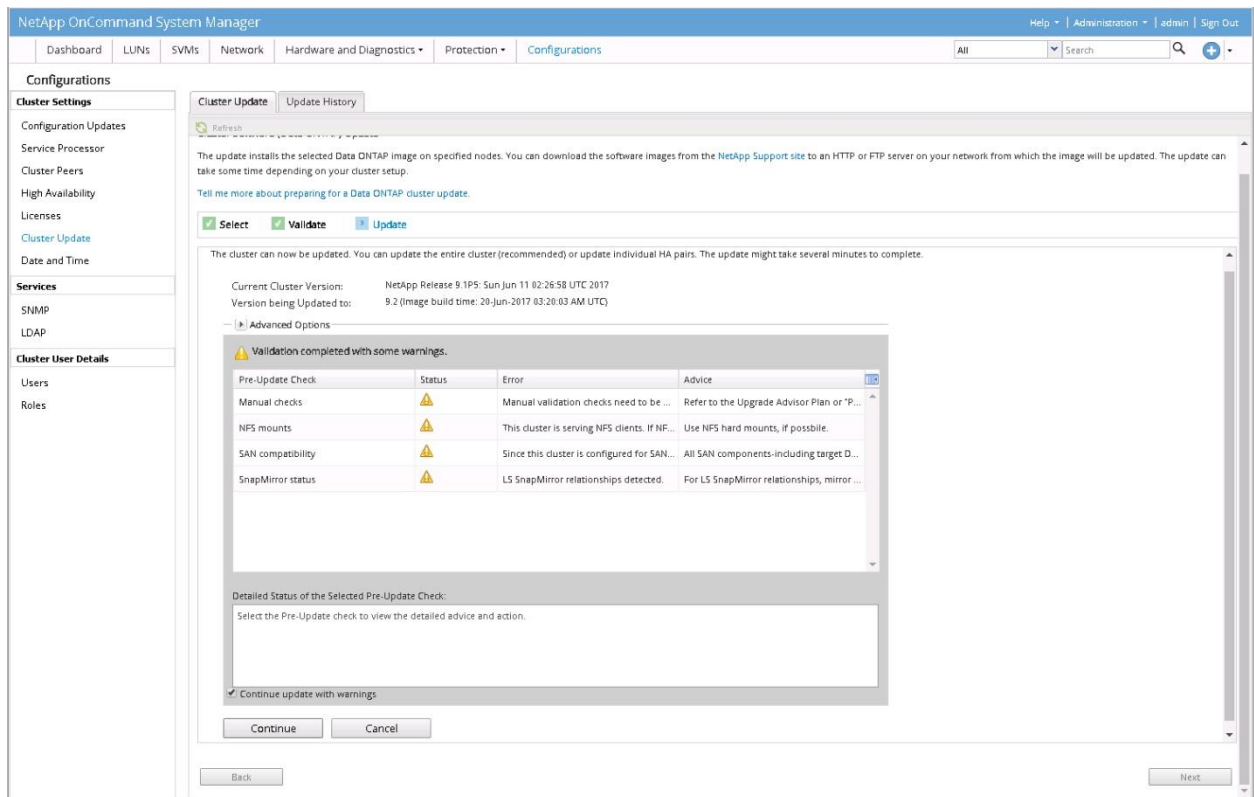 NetApp OnCommand System Manager
Help | Administration | admin | Sign Out
Dashboard LUNs SVMs Network Hardware and Diagnostics Protection Configurations All Search
Configurations
Cluster Settings
Configuration Updates
Service Processor
Cluster Peers
High Availability
Licenses
Cluster Update
Date and Time
Services
SNMP
LDAP
Cluster User Details
Users
Roles
Cluster Update Update History
Refresh
The update installs the selected Data ONTAP image on specified nodes. You can download the software images from the NetApp Support site to an HTTP or FTP server on your network from which the image will be updated. The update can
take some time depending on your cluster setup.
Tell me more about preparing for a Data ONTAP cluster update.
Select Validate 3 Update
The cluster can now be updated. You can update the entire cluster (recommended) or update individual HA pairs. The update might take several minutes to complete.
Current Cluster Version: NetApp Release 9.1P5: Sun Jun 11 02:26:58 UTC 2017
Version being Updated to: 9.2 (Image build time: 20-Jun-2017 03:20:03 AM UTC)
Advanced Options
Validation completed with some warnings.
Pre-Update Check Status Error Advice
Manual checks Manual validation checks need to be ... Refer to the Upgrade Advisor Plan or "P...
NFS mounts This cluster is serving NFS clients. If NF... Use NFS hard mounts, if possbile.
SAN compatibility Since this cluster is configured for SAN... All SAN components-including target D...
SnapMirror status LS SnapMirror relationships detected. For LS SnapMirror relationships, mirror ...
Detailed Status of the Selected Pre-Update Check:
Select the Pre-Update check to view the detailed advice and action.
Continue update with warnings
Continue Cancel
Back Next